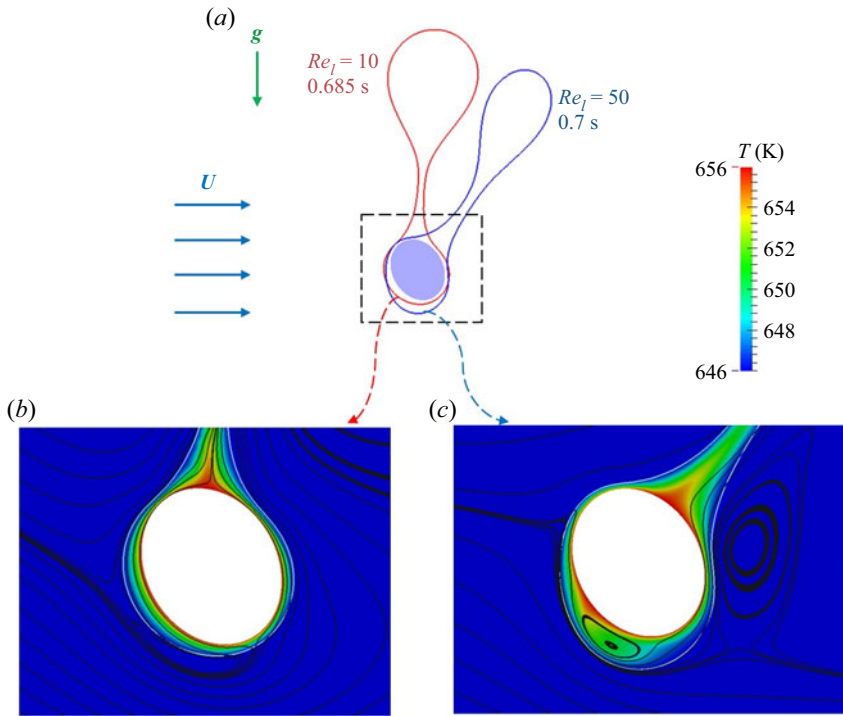 (a)
g
Re_l = 10
0.685 s
Re_l = 50
0.7 s
U
T (K)
656
654
652
650
648
646
(b)
(c)